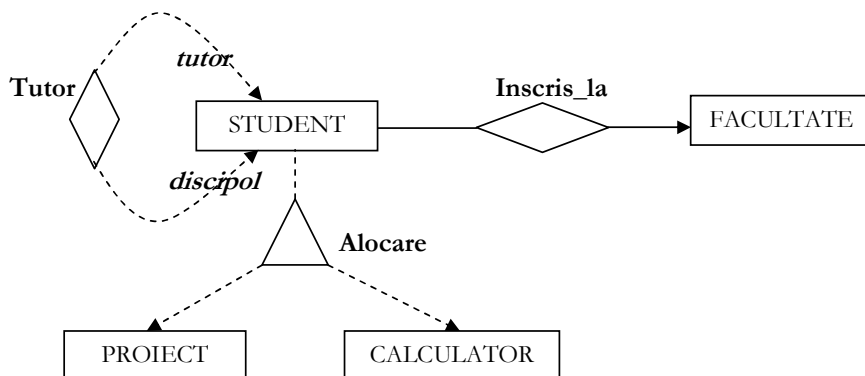 tutor
Tutor
Inscris_la
STUDENT
FACULTATE
discipol
Alocare
PROIECT
CALCULATOR